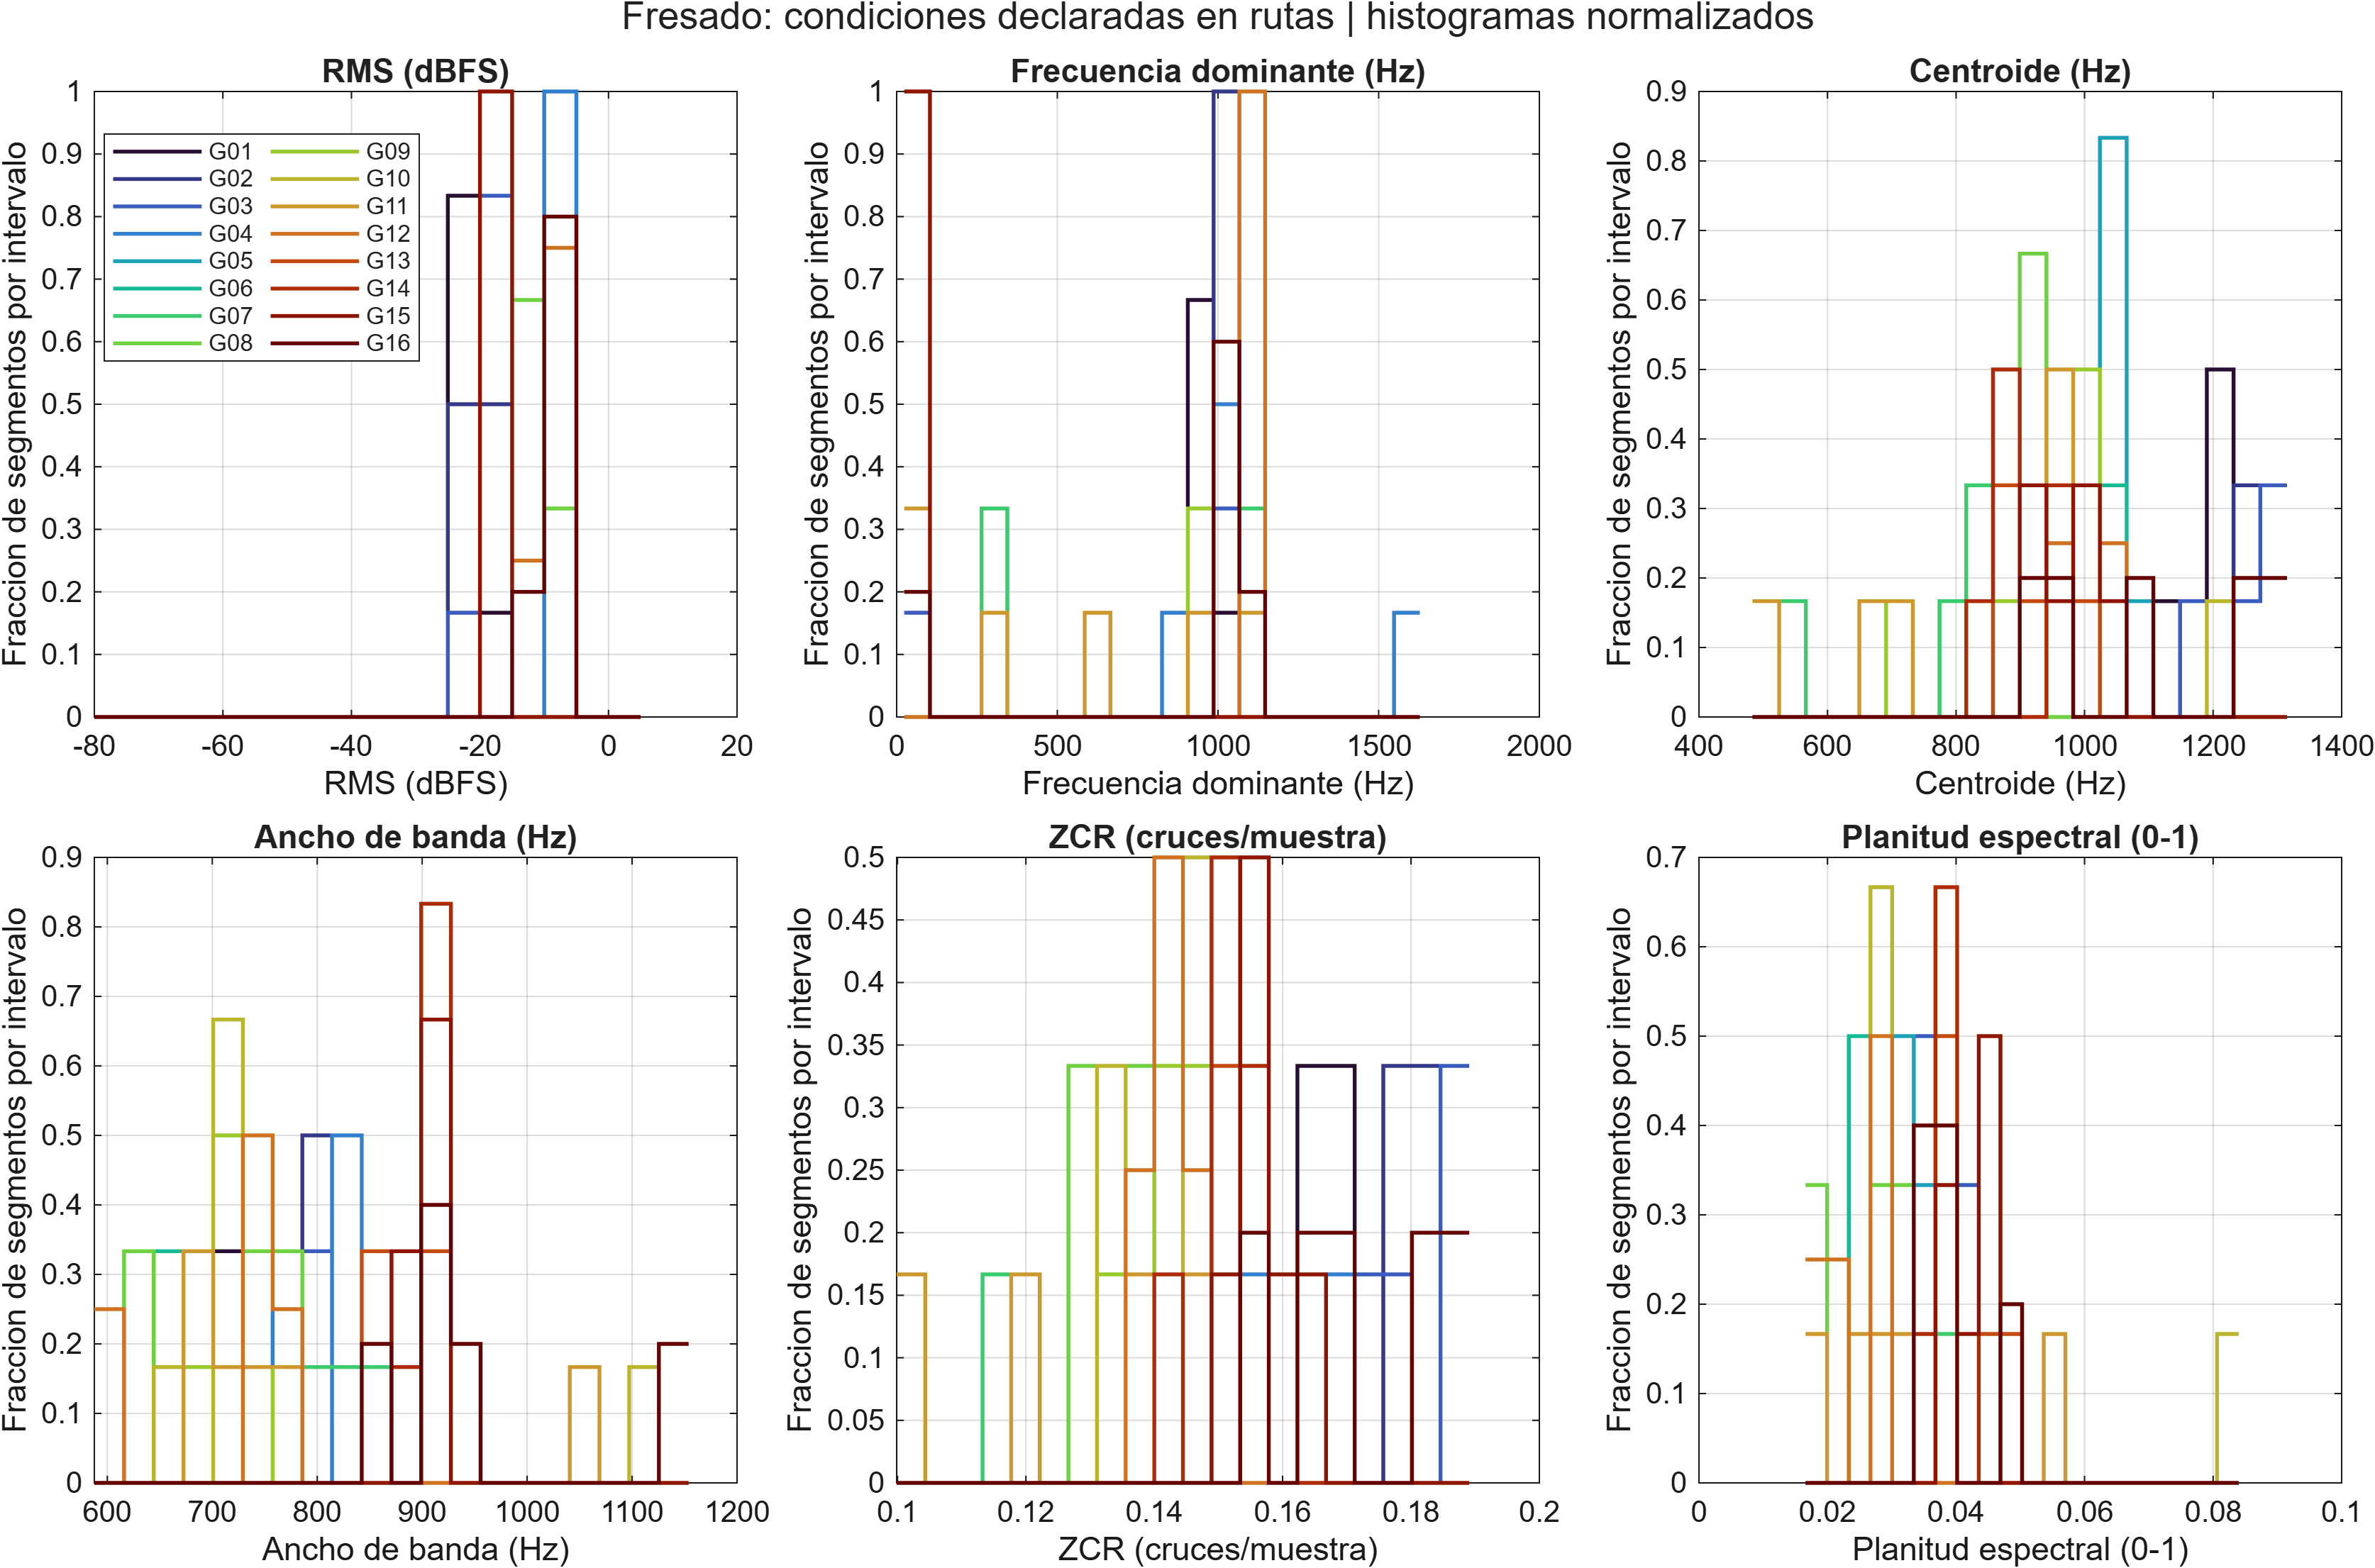 Fresado: condiciones declaradas en rutas | histogramas normalizados
RMS (dBFS)
Fraccion de segmentos por intervalo
1
0.9
0.8
0.7
0.6
0.5
0.4
0.3
0.2
0.1
0
G01 G09
G02 G10
G03 G11
G04 G12
G05 G13
G06 G14
G07 G15
G08 G16
-80 -60 -40 -20 0 20
RMS (dBFS)
Frecuencia dominante (Hz)
Fraccion de segmentos por intervalo
1
0.9
0.8
0.7
0.6
0.5
0.4
0.3
0.2
0.1
0
0 500 1000 1500 2000
Frecuencia dominante (Hz)
Centroide (Hz)
Fraccion de segmentos por intervalo
0.9
0.8
0.7
0.6
0.5
0.4
0.3
0.2
0.1
0
400 600 800 1000 1200 1400
Centroide (Hz)
Ancho de banda (Hz)
Fraccion de segmentos por intervalo
0.9
0.8
0.7
0.6
0.5
0.4
0.3
0.2
0.1
0
600 700 800 900 1000 1100 1200
Ancho de banda (Hz)
ZCR (cruces/muestra)
Fraccion de segmentos por intervalo
0.5
0.45
0.4
0.35
0.3
0.25
0.2
0.15
0.1
0.05
0
0.1 0.12 0.14 0.16 0.18 0.2
ZCR (cruces/muestra)
Planitud espectral (0-1)
Fraccion de segmentos por intervalo
0.7
0.6
0.5
0.4
0.3
0.2
0.1
0
0 0.02 0.04 0.06 0.08 0.1
Planitud espectral (0-1)